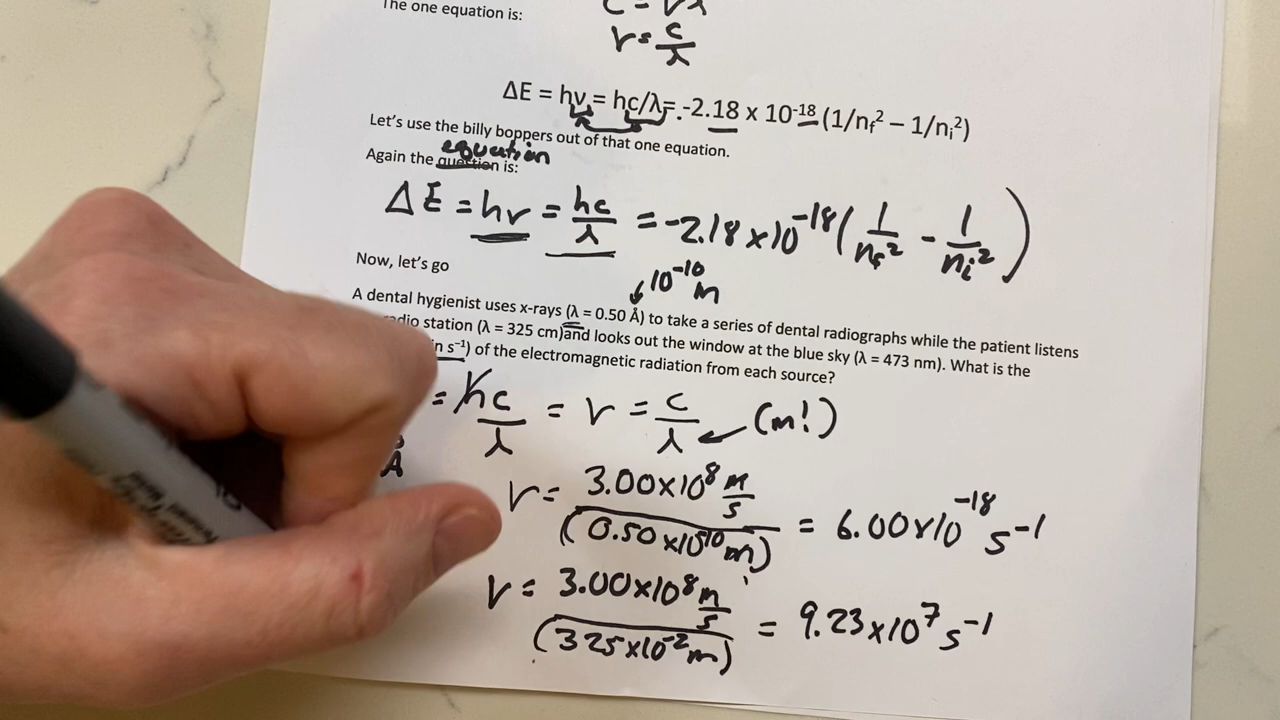 The one equation is:
C = νλ
ν = c/λ
ΔE = hν = hc/λ = -2.18 x 10⁻¹⁸ (1/nf² – 1/ni²)
Let's use the billy boppers out of that one equation.
equation
Again the question is:
ΔE = hν = hc/λ = -2.18 x 10⁻¹⁸ (1/nf² - 1/ni²)
Now, let's go
10⁻¹⁰ m
A dental hygienist uses x-rays (λ = 0.50 Å) to take a series of dental radiographs while the patient listens
radio station (λ = 325 cm)and looks out the window at the blue sky (λ = 473 nm). What is the
in s⁻¹) of the electromagnetic radiation from each source?
= hc/λ = ν = c/λ (m!)
Å
ν = 3.00x10⁸ m/s / (0.50x10⁻¹⁰ m) = 6.00x10⁻¹⁸ s⁻¹
ν = 3.00x10⁸ m/s / (325x10⁻² m) = 9.23x10⁷ s⁻¹